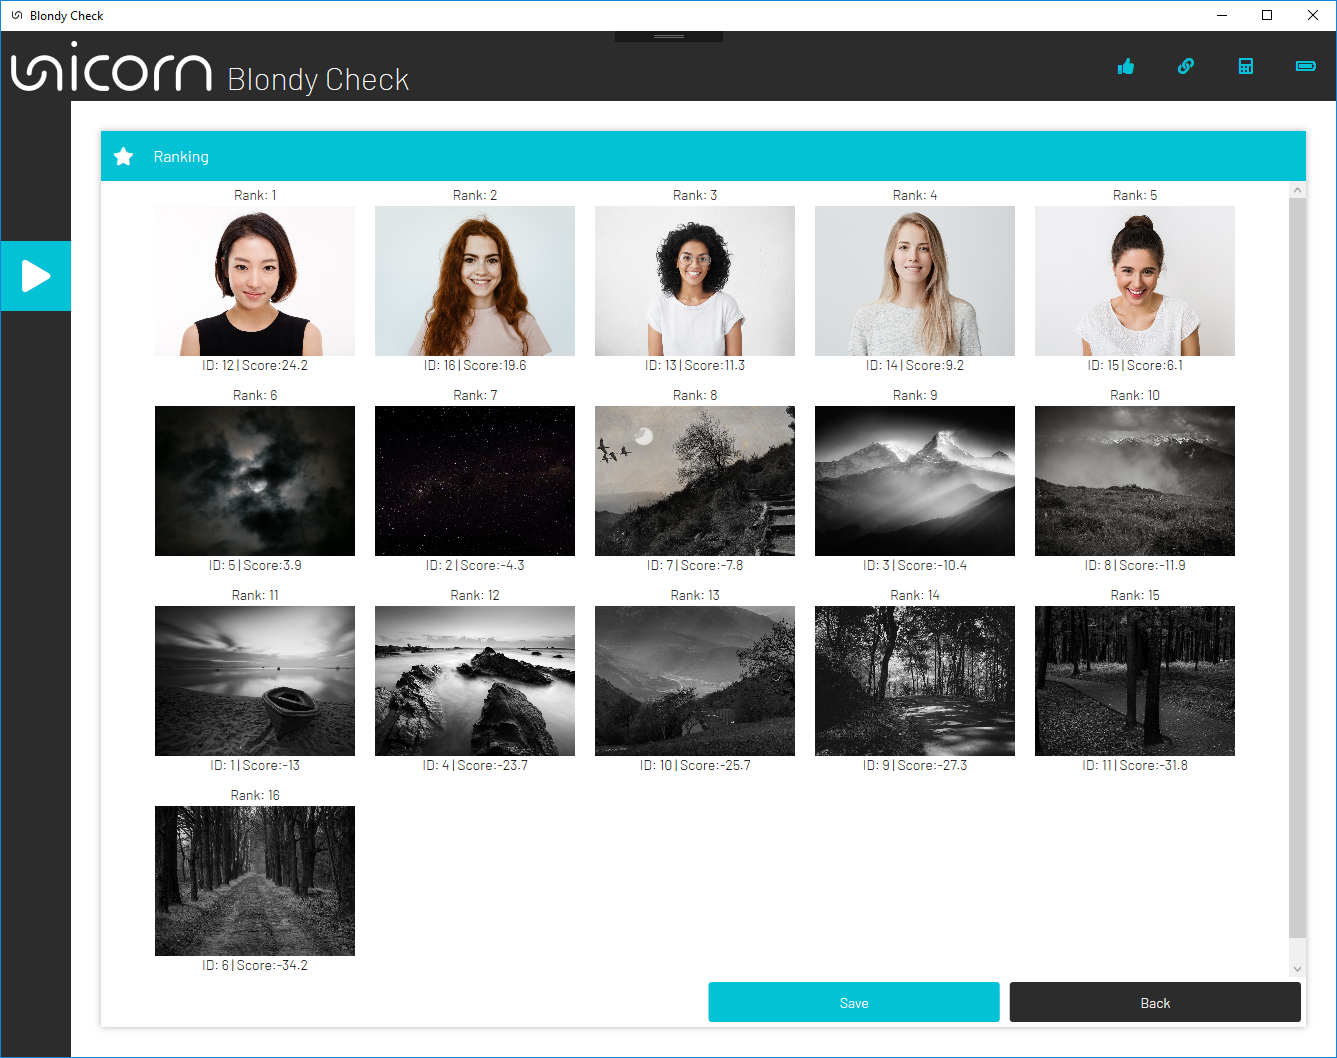 Blondy Check
unicorn Blondy Check
Ranking
Rank: 1
Rank: 2
Rank: 3
Rank: 4
Rank: 5
ID: 12 | Score:24.2
ID: 16 | Score:19.6
ID: 13 | Score:11.3
ID: 14 | Score:9.2
ID: 15 | Score:6.1
Rank: 6
Rank: 7
Rank: 8
Rank: 9
Rank: 10
ID: 5 | Score:3.9
ID: 2 | Score:-4.3
ID: 7 | Score:-7.8
ID: 3 | Score:-10.4
ID: 8 | Score:-11.9
Rank: 11
Rank: 12
Rank: 13
Rank: 14
Rank: 15
ID: 1 | Score:-13
ID: 4 | Score:-23.7
ID: 10 | Score:-25.7
ID: 9 | Score:-27.3
ID: 11 | Score:-31.8
Rank: 16
ID: 6 | Score:-34.2
Save
Back